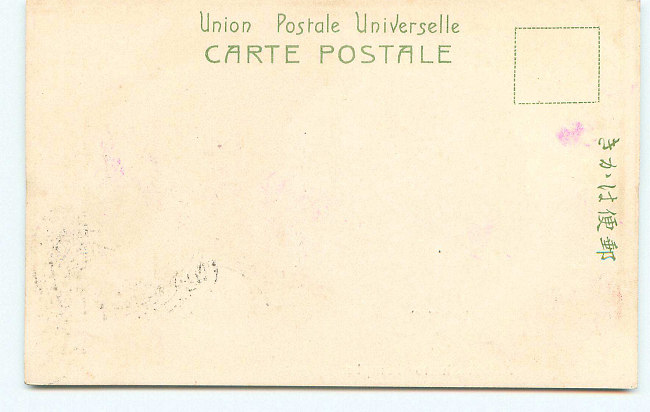 Union Postale Universelle
CARTE POSTALE
きかは便郵